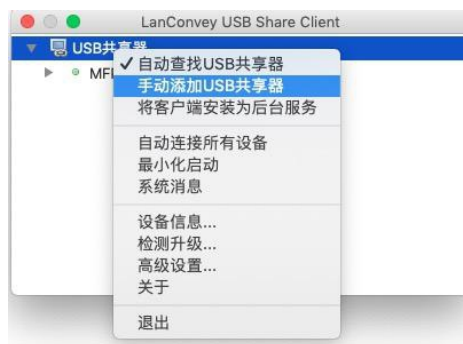 LanConvey USB Share Client
USB共享器
✓自动查找USB共享器
MF
手动添加USB共享器
将客户端安装为后台服务
自动连接所有设备
最小化启动
系统消息
设备信息...
检测升级...
高级设置...
关于
退出